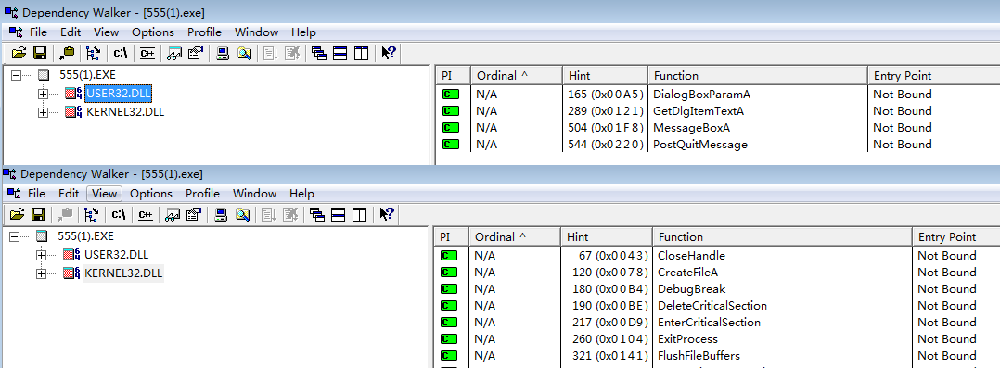 Dependency Walker - [555(1).exe]
File Edit View Options Profile Window Help
c:\ C++
PI Ordinal ^ Hint Function Entry Point
555(1).EXE
USER32.DLL
KERNEL32.DLL
C N/A 165 (0x00A5) DialogBoxParamA Not Bound
C N/A 289 (0x0121) GetDlgItemTextA Not Bound
C N/A 504 (0x01F8) MessageBoxA Not Bound
C N/A 544 (0x0220) PostQuitMessage Not Bound
Dependency Walker - [555(1).exe]
File Edit View Options Profile Window Help
c:\ C++
PI Ordinal ^ Hint Function Entry Point
555(1).EXE
64 USER32.DLL
64 KERNEL32.DLL
C N/A 67 (0x0043) CloseHandle Not Bound
C N/A 120 (0x0078) CreateFileA Not Bound
C N/A 180 (0x00B4) DebugBreak Not Bound
C N/A 190 (0x00BE) DeleteCriticalSection Not Bound
C N/A 217 (0x00D9) EnterCriticalSection Not Bound
C N/A 260 (0x0104) ExitProcess Not Bound
C N/A 321 (0x0141) FlushFileBuffers Not Bound